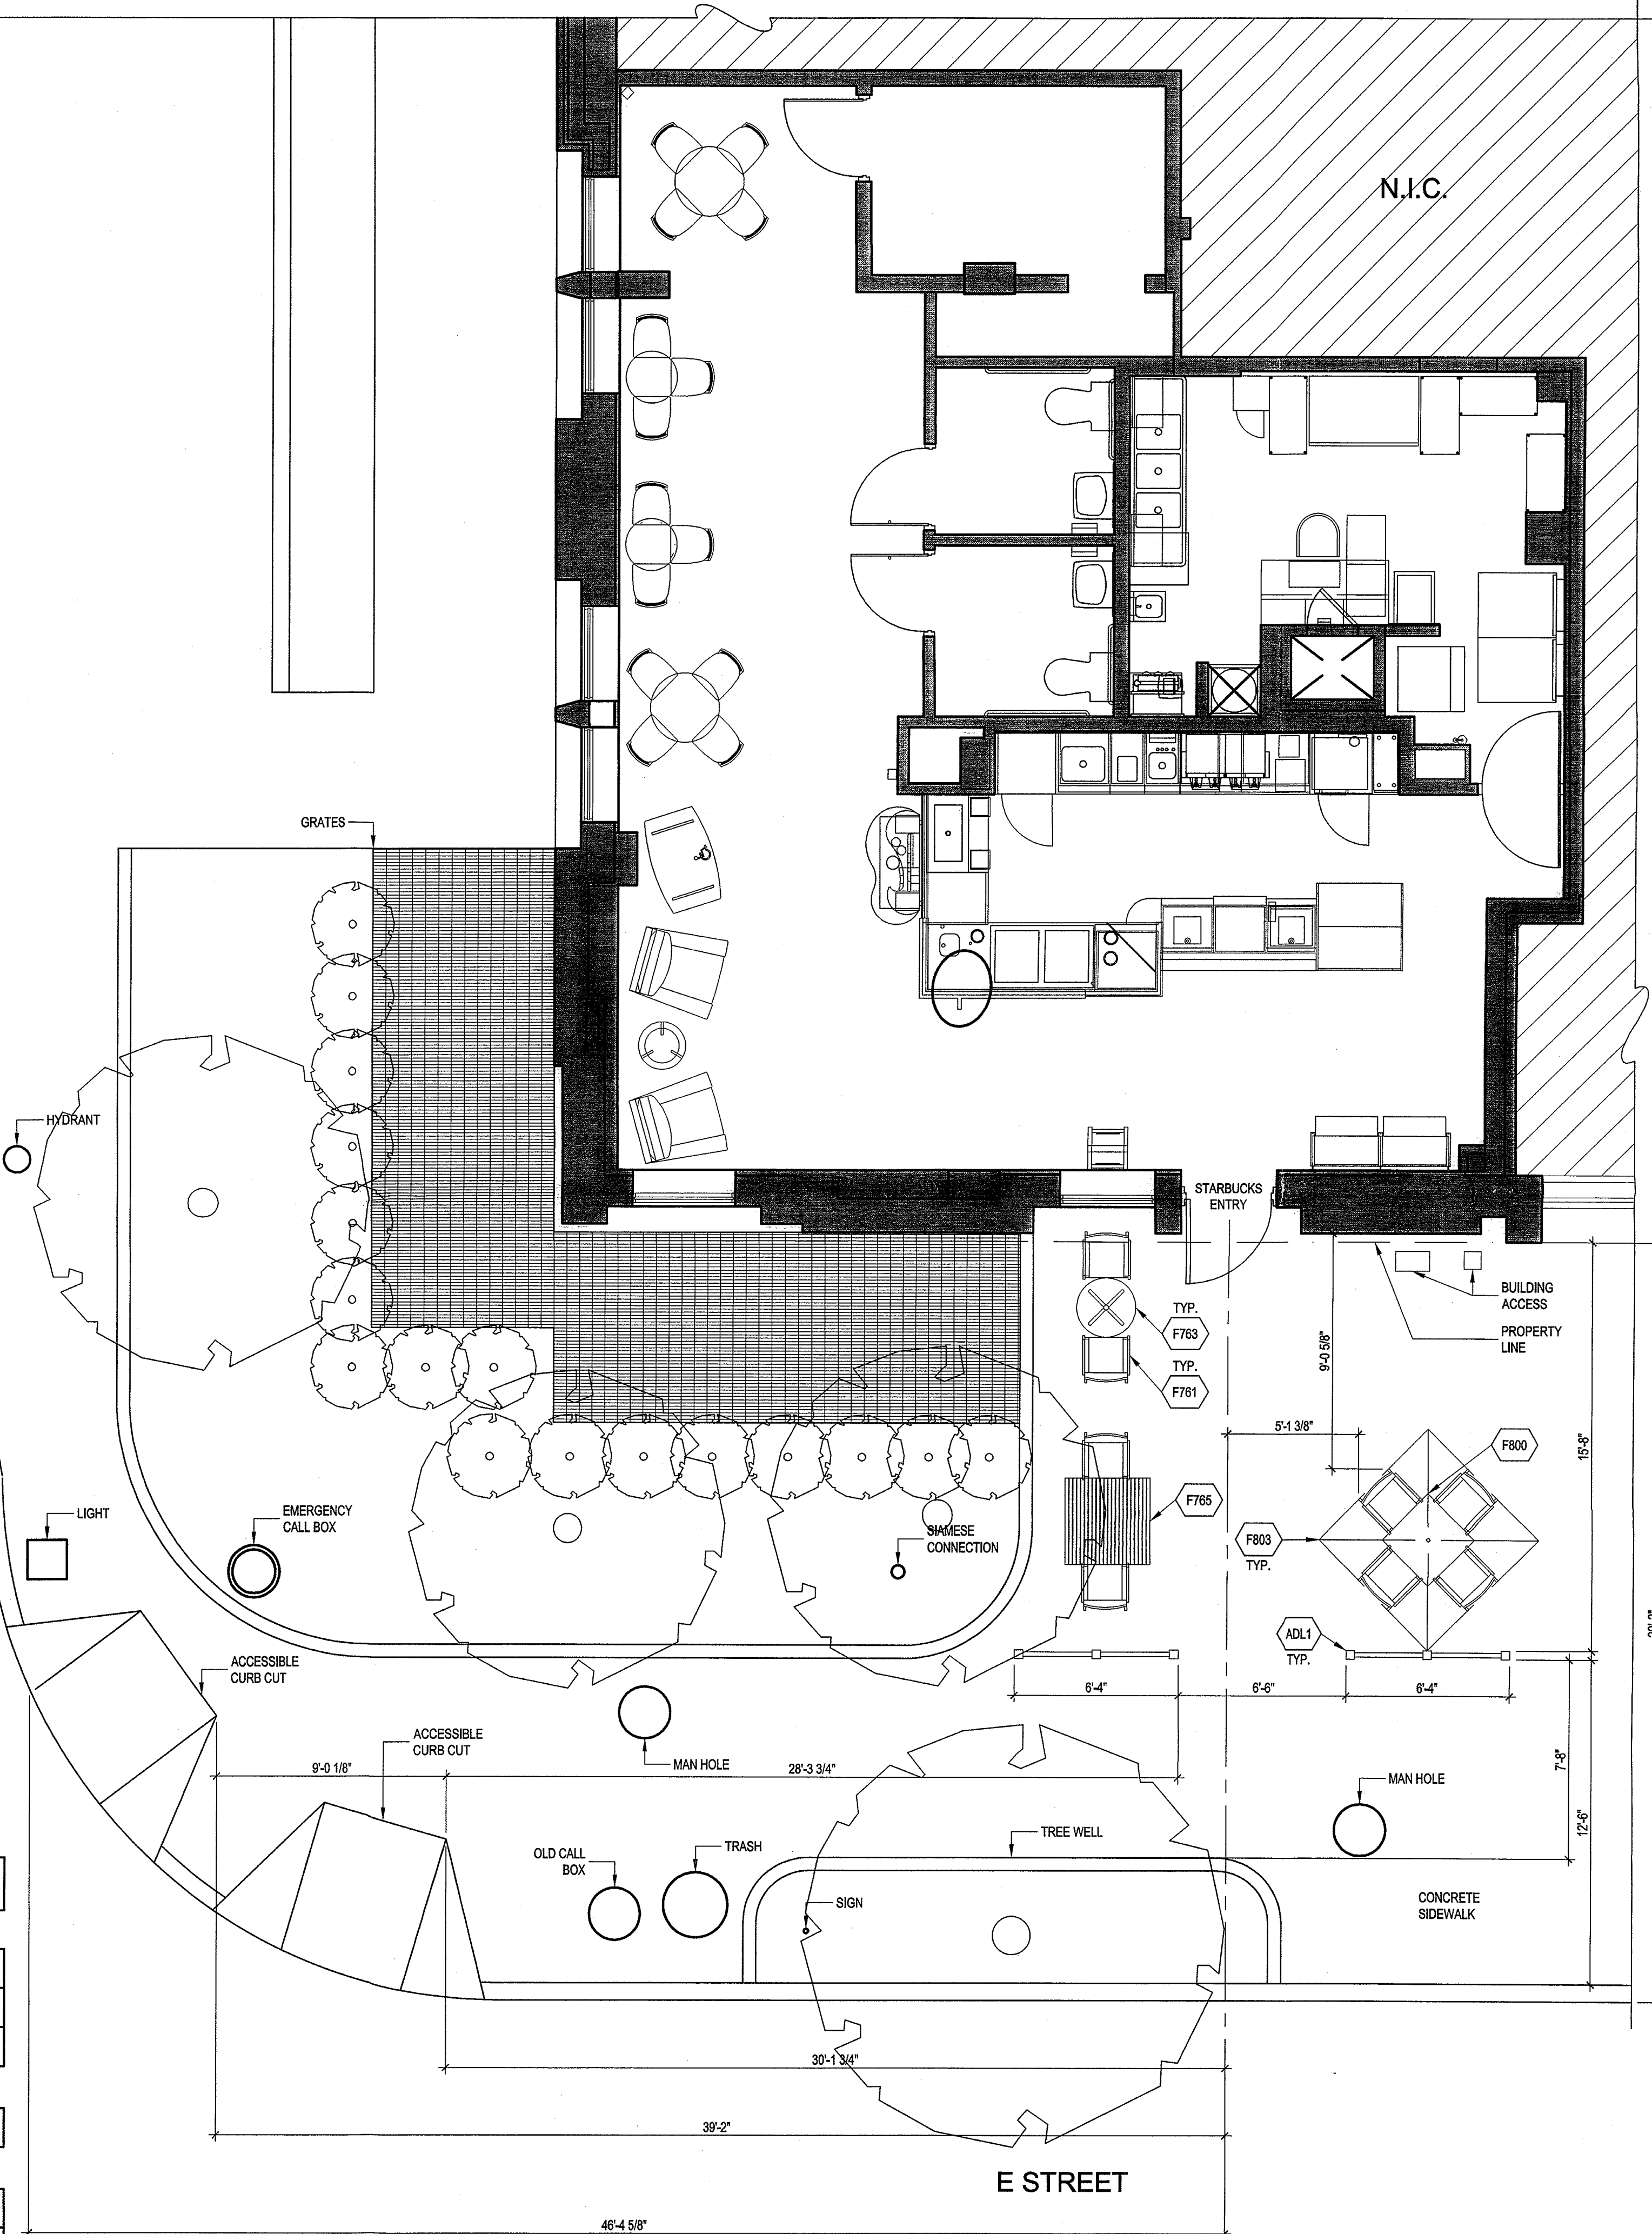 N.I.C.
GRATES
HYDRANT
STARBUCKS
ENTRY
BUILDING
ACCESS
PROPERTY
LINE
TYP.
F763
TYP.
F761
9'-0 5/8"
5'-1 3/8"
15'-8"
F800
F765
F803
TYP.
LIGHT
EMERGENCY
CALL BOX
SIAMESE
CONNECTION
ADL1
TYP.
ACCESSIBLE
CURB CUT
6'-4"
6'-6"
6'-4"
ACCESSIBLE
CURB CUT
MAN HOLE
9'-0 1/8"
28'-3 3/4"
7'-8"
MAN HOLE
12'-6"
TREE WELL
OLD CALL
BOX
TRASH
SIGN
CONCRETE
SIDEWALK
30'-1 3/4"
39'-2"
E STREET
46'-4 5/8"